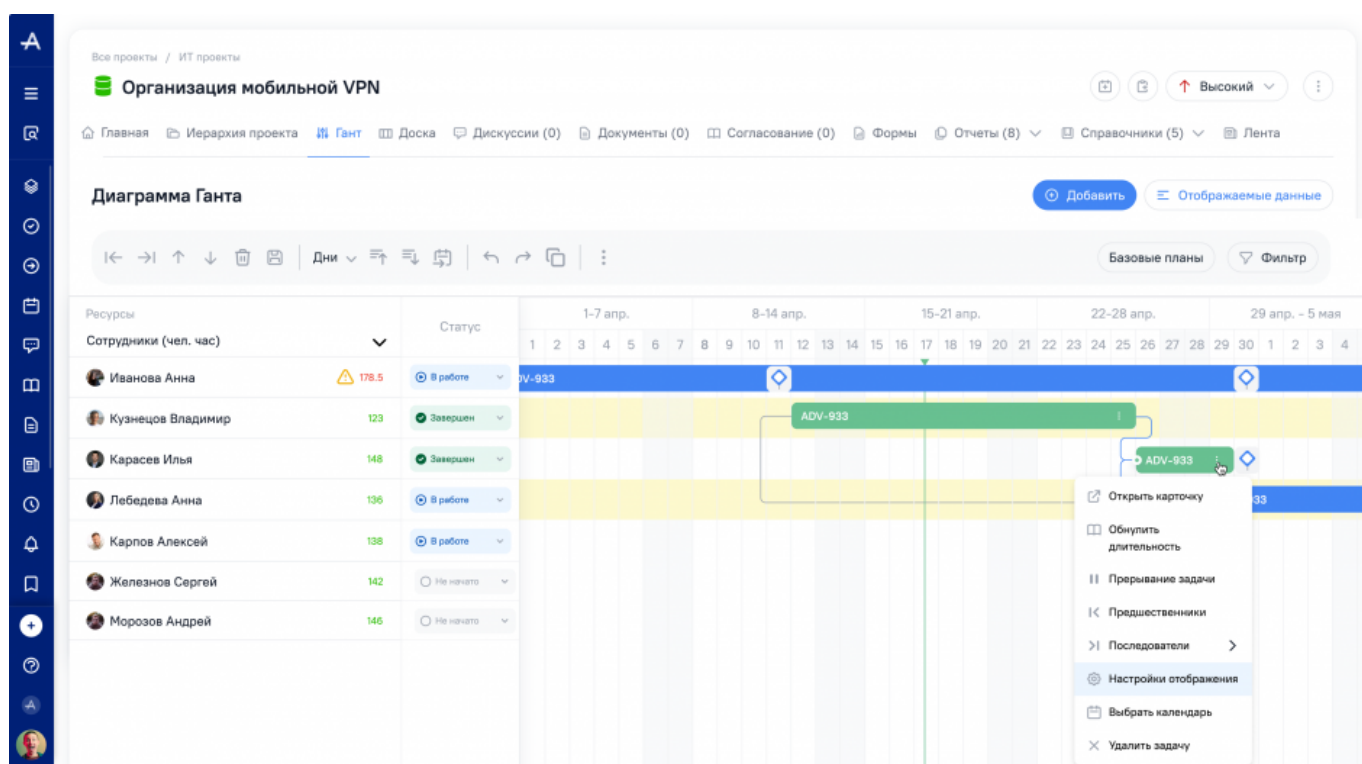 Все проекты / ИТ проекты
Организация мобильной VPN
Высокий
Главная Иерархия проекта Гант Доска Дискуссии (0) Документы (0) Согласование (0) Формы Отчеты (8) Справочники (5) Лента
Диаграмма Ганта
Добавить
Отображаемые данные
Дни
Базовые планы
Фильтр
Ресурсы
Сотрудники (чел. час)
Статус
1-7 апр. 8-14 апр. 15-21 апр. 22-28 апр. 29 апр. - 5 мая
1 2 3 4 5 6 7 8 9 10 11 12 13 14 15 16 17 18 19 20 21 22 23 24 25 26 27 28 29 30 1 2 3 4
Иванова Анна 178.5 В работе DV-933
Кузнецов Владимир 123 Завершен ADV-933
Карасев Илья 148 Завершен ADV-933
Лебедева Анна 136 В работе 933
Карпов Алексей 138 В работе
Железнов Сергей 142 Не начато
Морозов Андрей 146 Не начато
Открыть карточку
Обнулить
длительность
Прерывание задачи
Предшественники
Последователи
Настройки отображения
Выбрать календарь
Удалить задачу